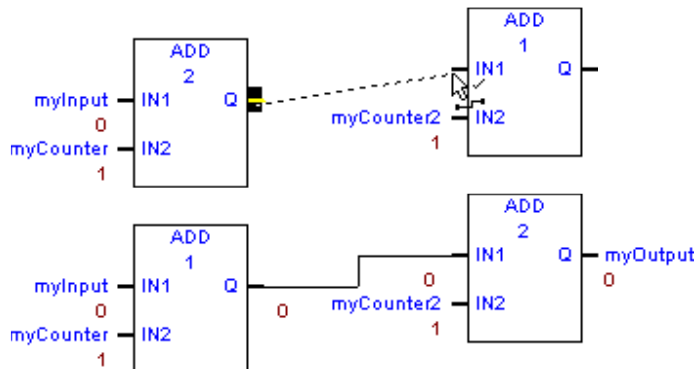 ADD
2
myInput IN1 Q
0
myCounter IN2
1
ADD
1
IN1 Q
myCounter2 IN2
1
ADD
1
myInput IN1 Q
0 0
myCounter IN2
1
ADD
2
IN1 Q myOutput
0 0
myCounter2 IN2
1